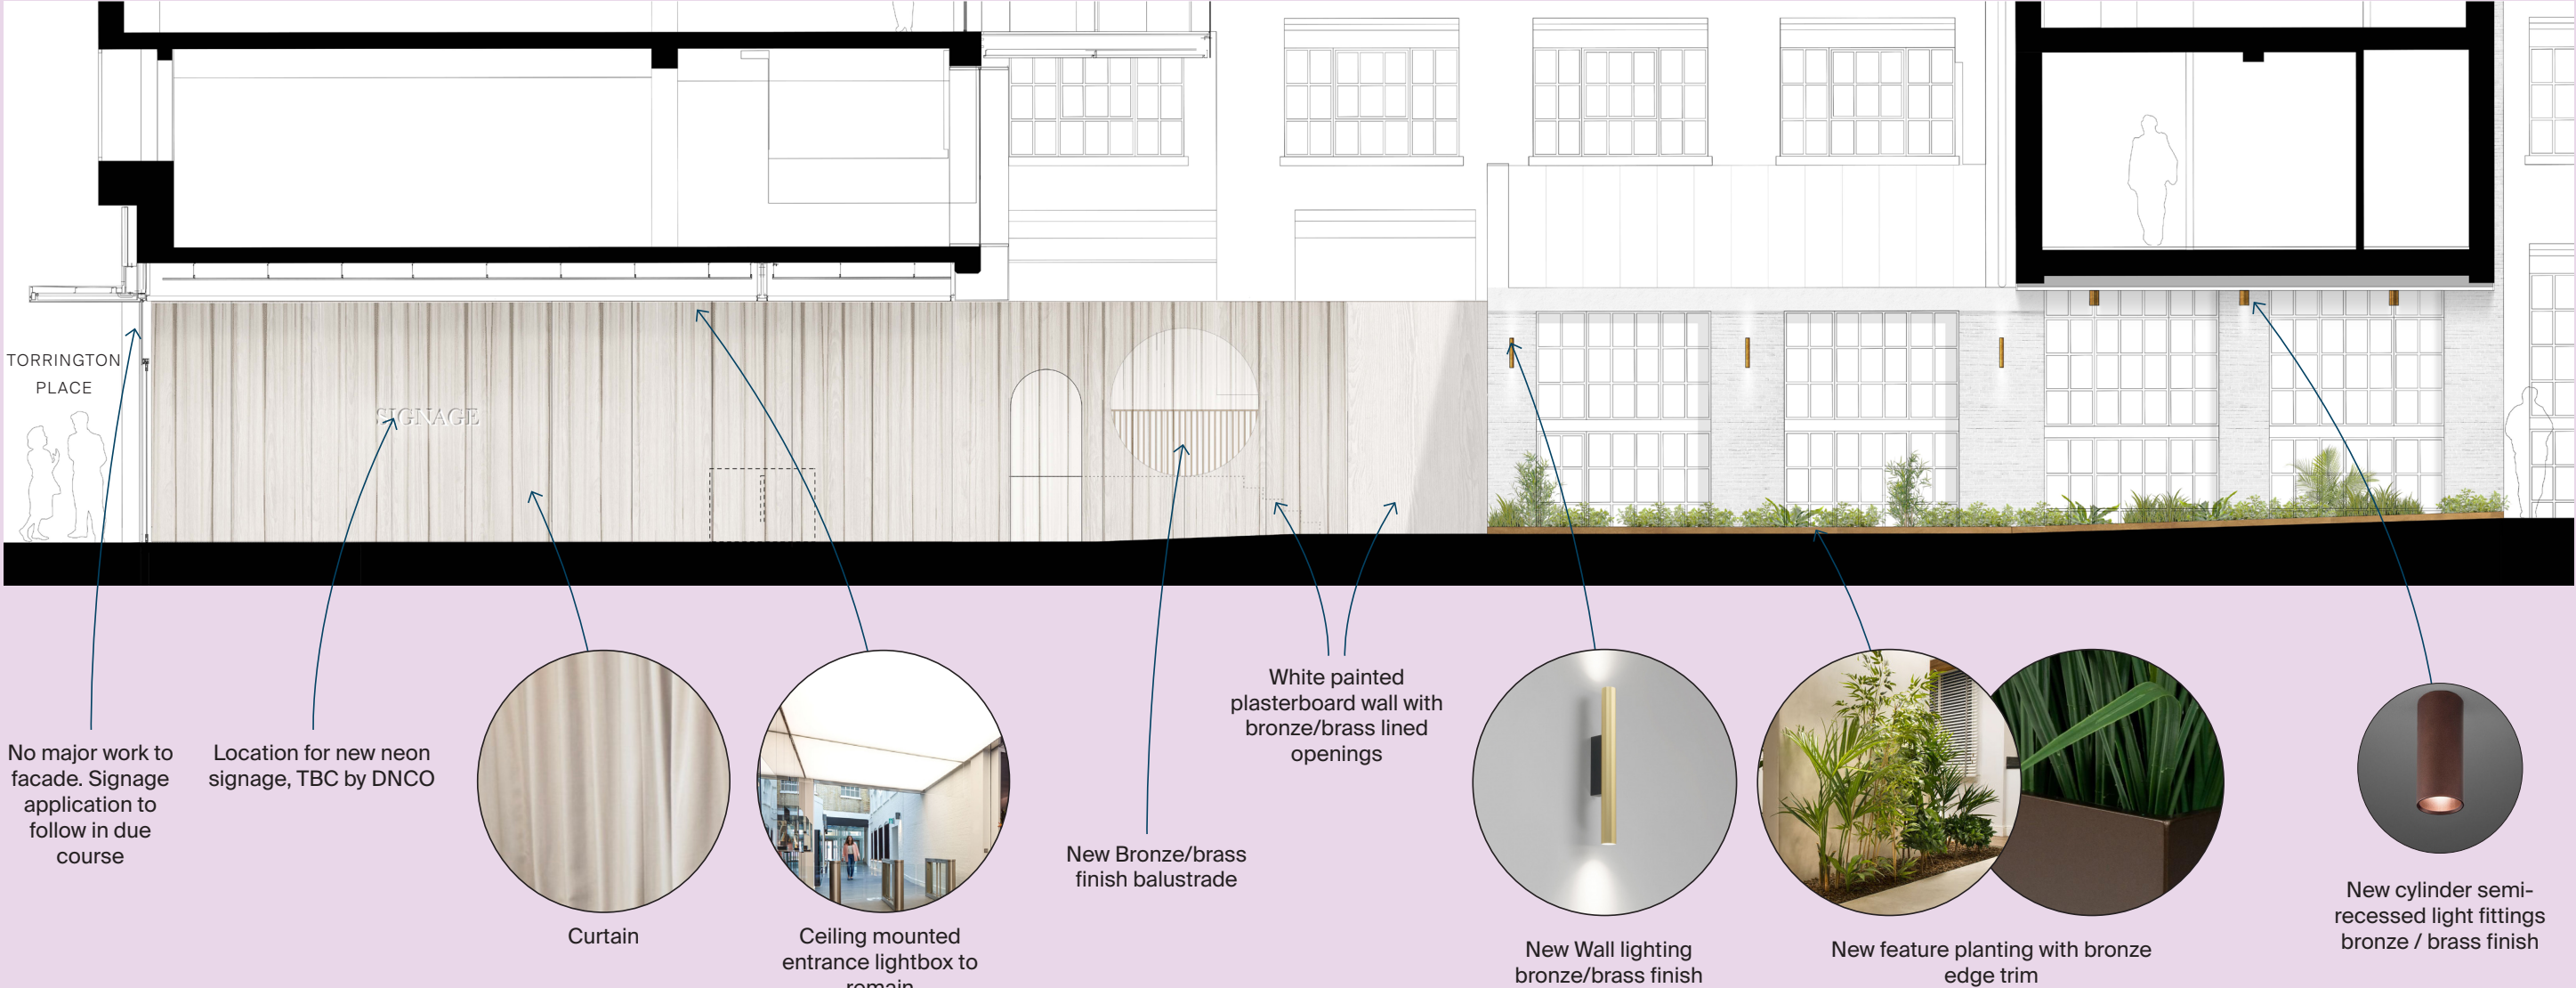 TORRINGTON
PLACE
SIGNAGE
No major work to
facade. Signage
application to
follow in due
course
Location for new neon
signage, TBC by DNCO
Curtain
Ceiling mounted
entrance lightbox to
remain
New Bronze/brass
finish balustrade
White painted
plasterboard wall with
bronze/brass lined
openings
New Wall lighting
bronze/brass finish
New feature planting with bronze
edge trim
New cylinder semi-
recessed light fittings
bronze / brass finish